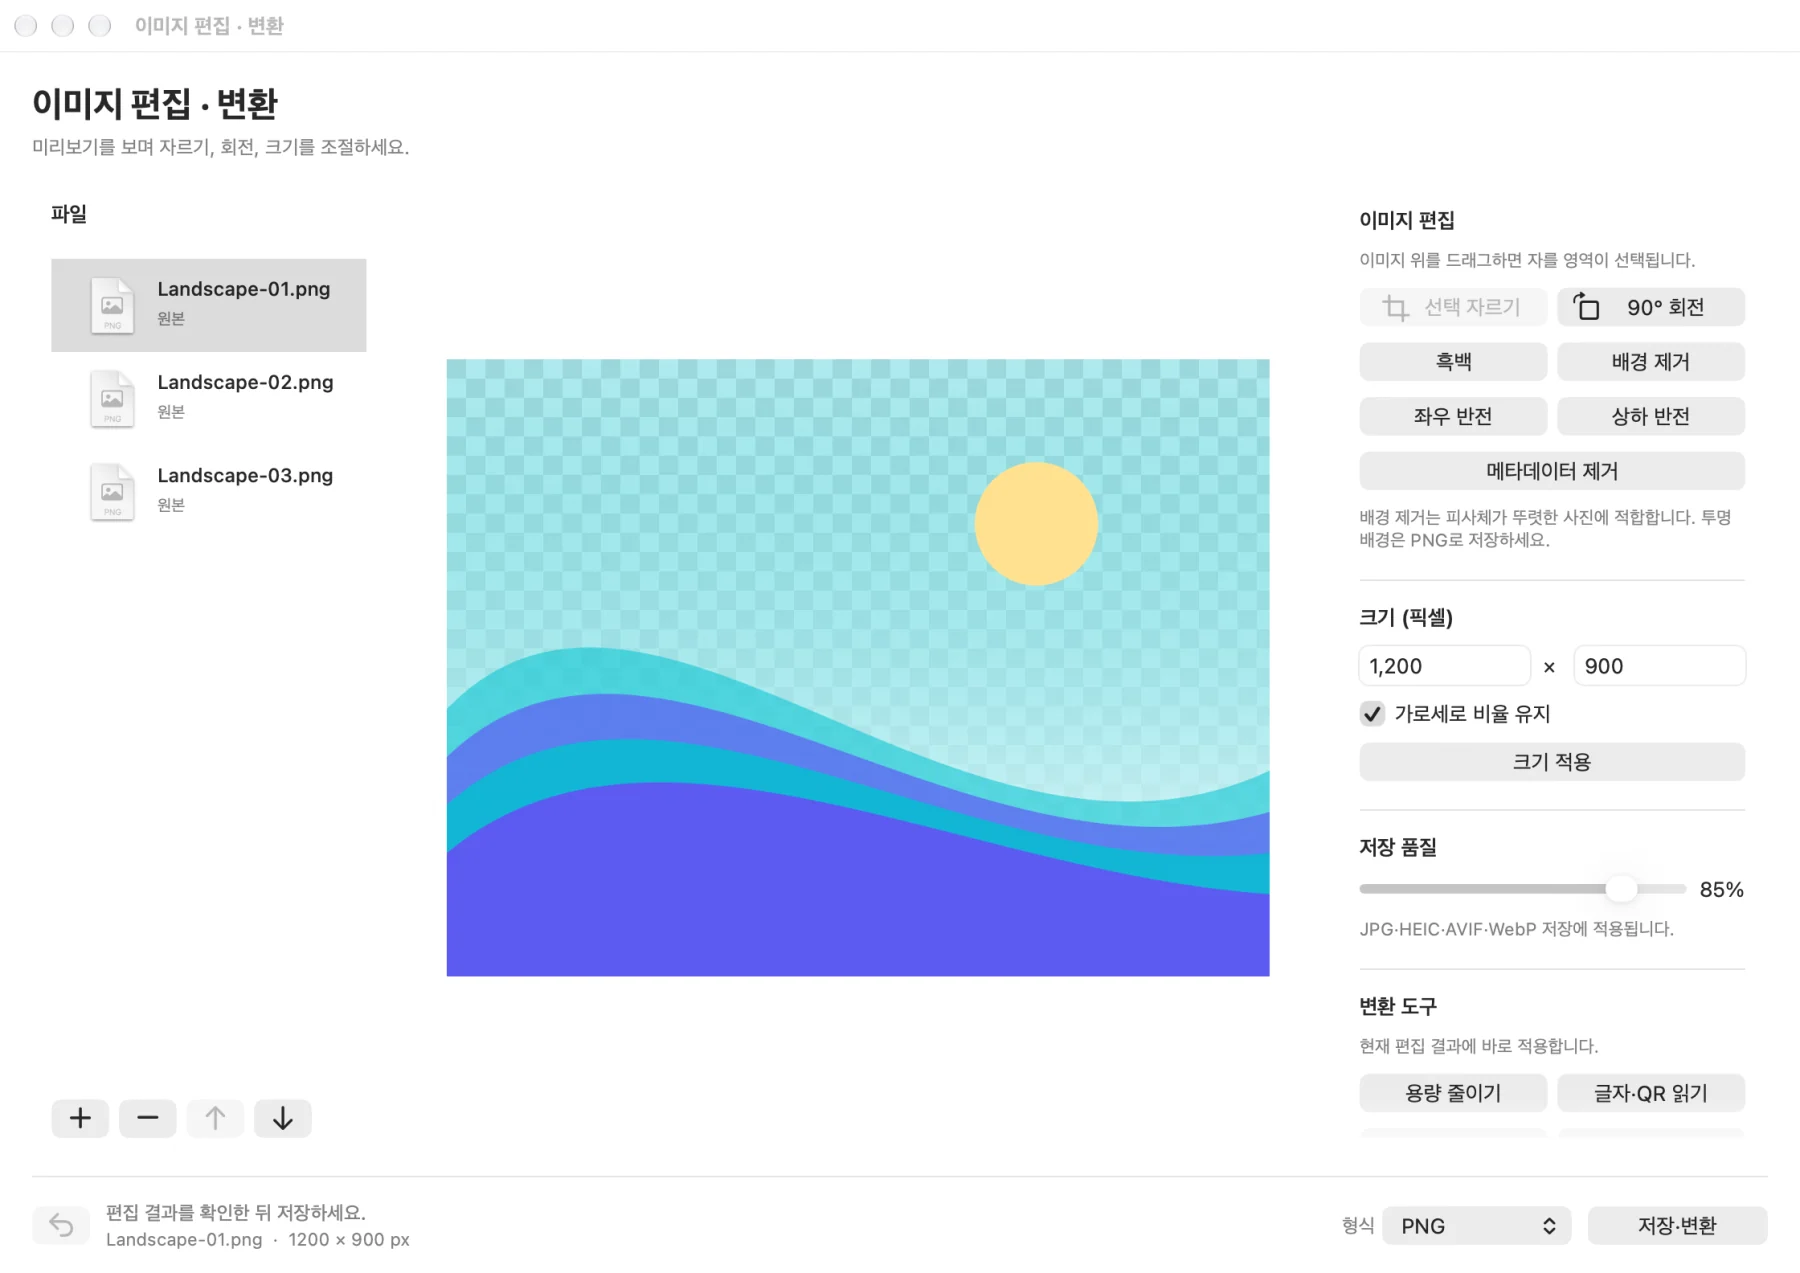 이미지 편집 · 변환
이미지 편집 · 변환
미리보기를 보며 자르기, 회전, 크기를 조절하세요.
파일
Landscape-01.png
원본
PNG
Landscape-02.png
원본
PNG
Landscape-03.png
원본
PNG
이미지 편집
이미지 위를 드래그하면 자를 영역이 선택됩니다.
선택 자르기
90° 회전
흑백
배경 제거
좌우 반전
상하 반전
메타데이터 제거
배경 제거는 피사체가 뚜렷한 사진에 적합합니다. 투명
배경은 PNG로 저장하세요.
크기 (픽셀)
1,200 × 900
가로세로 비율 유지
크기 적용
저장 품질
85%
JPG·HEIC·AVIF·WebP 저장에 적용됩니다.
변환 도구
현재 편집 결과에 바로 적용합니다.
용량 줄이기
글자·QR 읽기
편집 결과를 확인한 뒤 저장하세요.
Landscape-01.png · 1200 × 900 px
형식 PNG
저장·변환